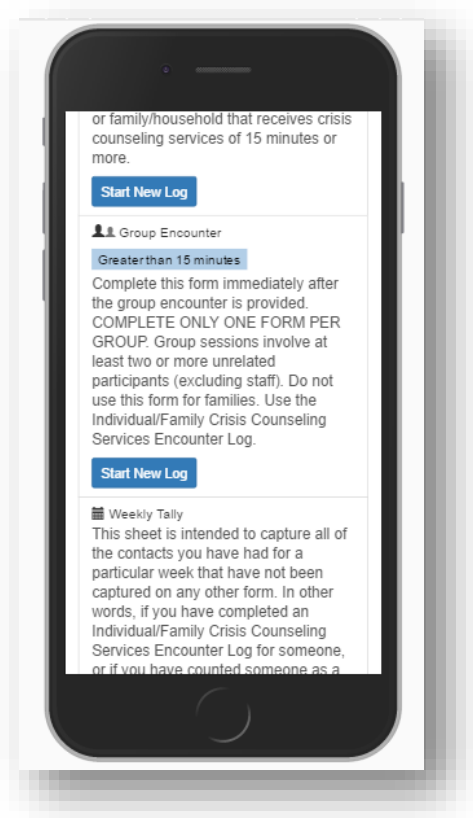 or family/household that receives crisis
counseling services of 15 minutes or
more.
Start New Log
Group Encounter
Greater than 15 minutes
Complete this form immediately after
the group encounter is provided.
COMPLETE ONLY ONE FORM PER
GROUP. Group sessions involve at
least two or more unrelated
participants (excluding staff). Do not
use this form for families. Use the
Individual/Family Crisis Counseling
Services Encounter Log.
Start New Log
Weekly Tally
This sheet is intended to capture all of
the contacts you have had for a
particular week that have not been
captured on any other form. In other
words, if you have completed an
Individual/Family Crisis Counseling
Services Encounter Log for someone,
or if you have counted someone as a